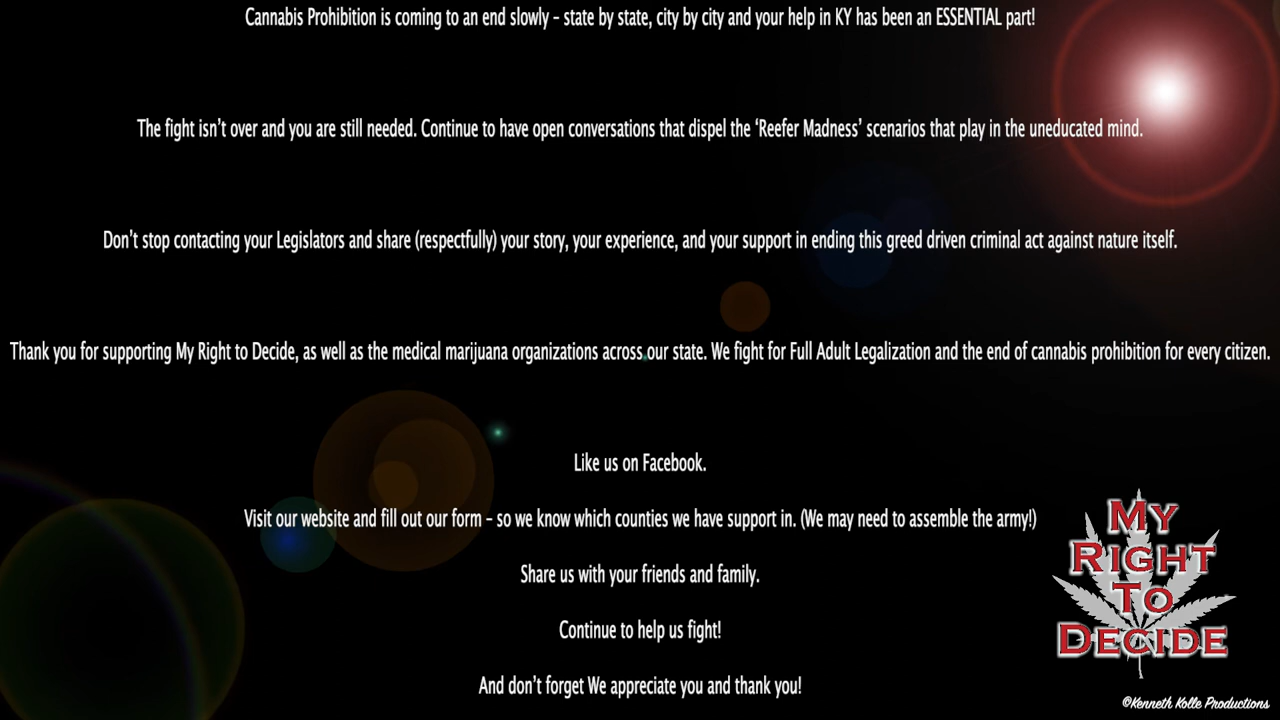 Cannabis Prohibition is coming to an end slowly - state by state, city by city and your help in KY has been an ESSENTIAL part!
The fight isn't over and you are still needed. Continue to have open conversations that dispel the ‘Reefer Madness’ scenarios that play in the uneducated mind.
Don't stop contacting your Legislators and share (respectfully) your story, your experience, and your support in ending this greed driven criminal act against nature itself.
Thank you for supporting My Right to Decide, as well as the medical marijuana organizations across our state. We fight for Full Adult Legalization and the end of cannabis prohibition for every citizen.
Like us on Facebook.
Visit our website and fill out our form - so we know which counties we have support in. (We may need to assemble the army!)
Share us with your friends and family.
Continue to help us fight!
And don't forget We appreciate you and thank you!
MY
RIGHT
TO
DECIDE
©Kenneth Kolle Productions